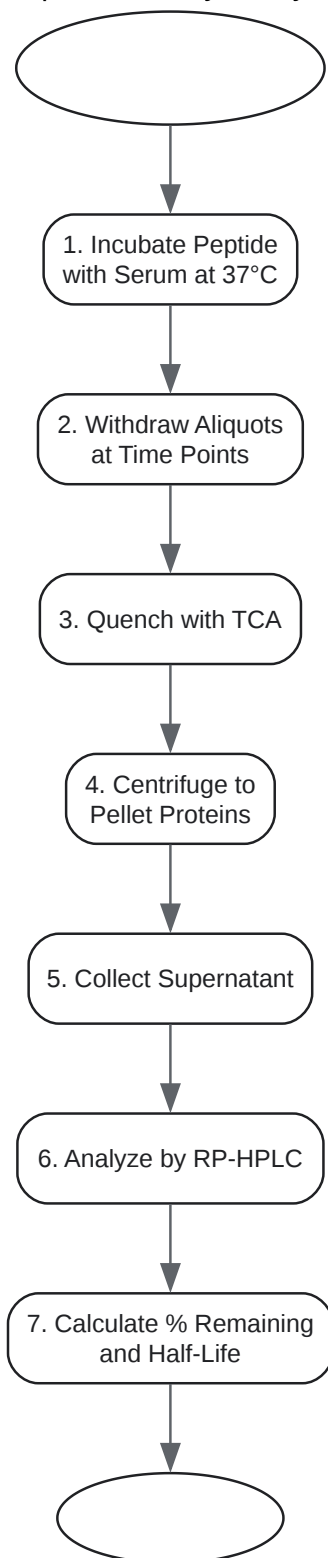 1. Incubate Peptide
with Serum at 37°C
2. Withdraw Aliquots
at Time Points
3. Quench with TCA
4. Centrifuge to
Pellet Proteins
5. Collect Supernatant
6. Analyze by RP-HPLC
7. Calculate % Remaining
and Half-Life